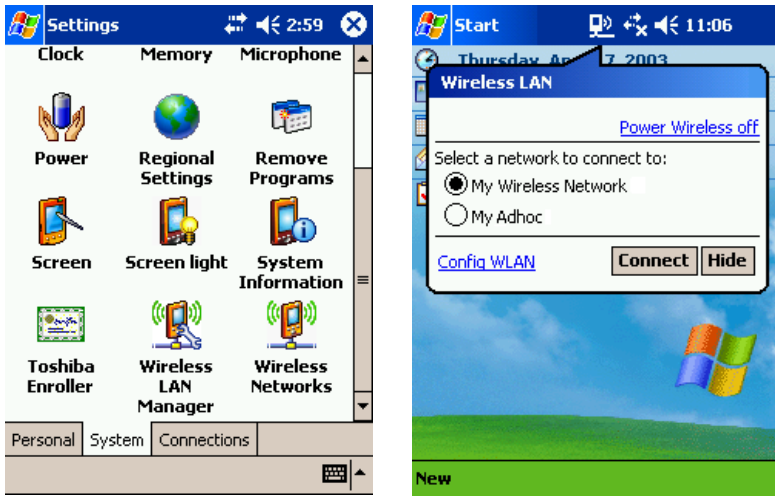 Settings 2:59
Clock Memory Microphone
Power Regional Settings Remove Programs
Screen Screen light System Information
Toshiba Enroller Wireless LAN Manager Wireless Networks
Personal System Connections
Start 11:06
Thursday, 7, 2003
Wireless LAN
Power Wireless off
Select a network to connect to:
My Wireless Network
My Adhoc
Config WLAN Connect Hide
New